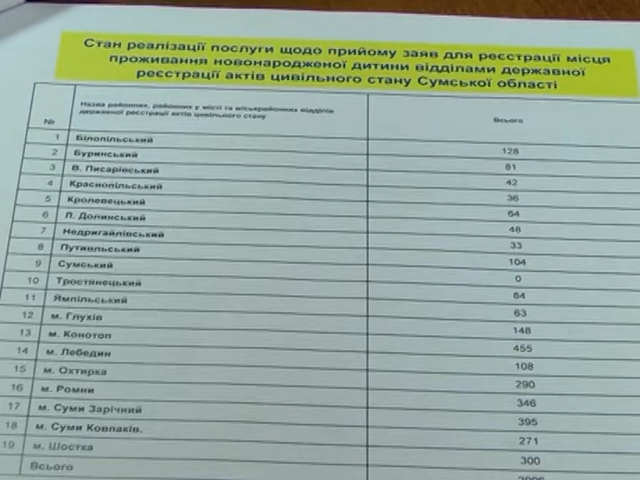 Стан реалізації послуги щодо прийому заяв для реєстрації місця
проживання новонародженої дитини відділами державної
реєстрації актів цивільного стану Сумської області
№ Назва районних, районних у місті та міськрайонних відділів
державної реєстрації актів цивільного стану
Всього
1 Білопільський 128
2 Буринський 81
3 В. Писарівський 42
4 Краснопільський 36
5 Кролевецький 64
6 Л. Долинський 48
7 Недригайлівський 33
8 Путивльський 104
9 Сумський 0
10 Тростянецький 84
11 Ямпільський 63
12 м. Глухів 148
13 м. Конотоп 455
14 м. Лебедин 108
15 м. Охтирка 290
16 м. Ромни 346
17 м. Суми Зарічний 395
18 м. Суми Ковпаків. 271
19 м. Шостка 300
Всього